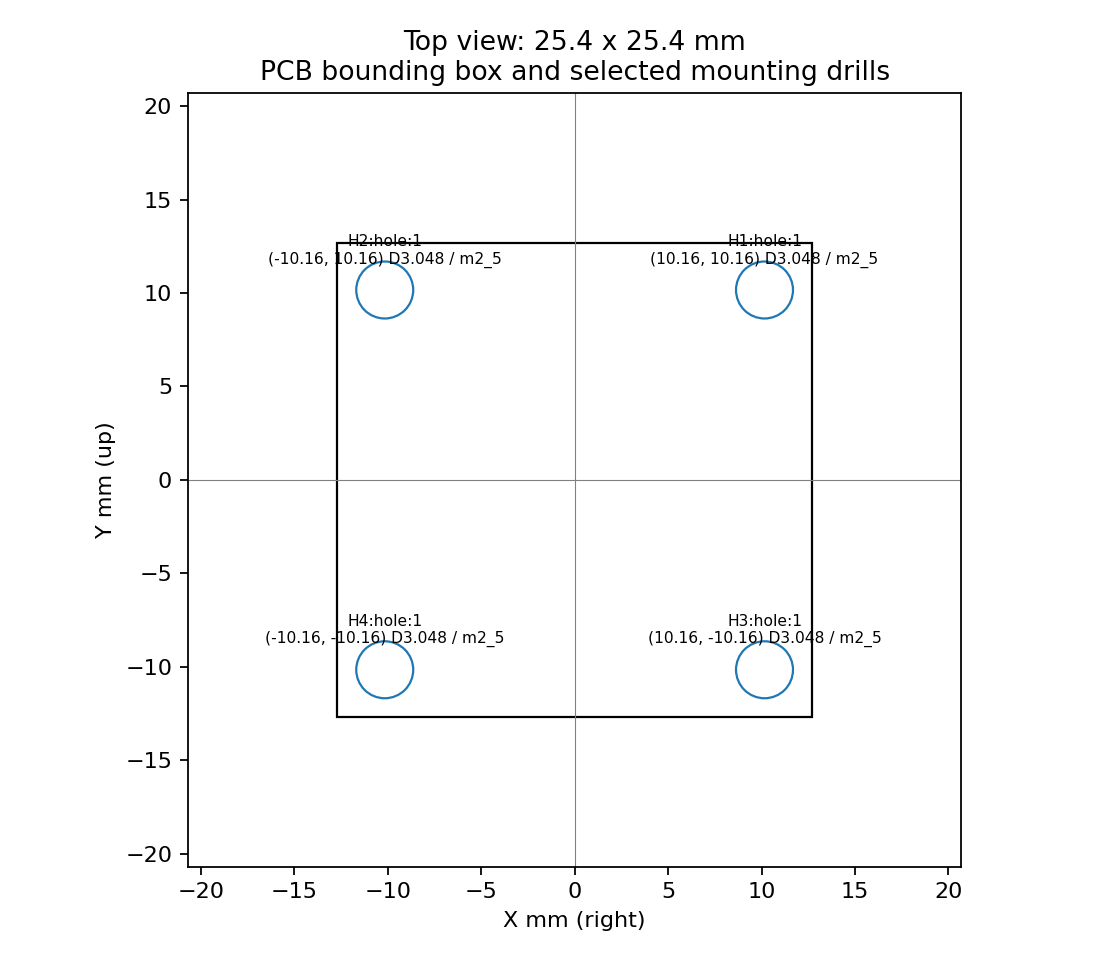 Top view: 25.4 x 25.4 mm
PCB bounding box and selected mounting drills
20
15
10
5
0
−5
−10
−15
−20
Y mm (up)
H2:hole:1
(-10.16, 10.16) D3.048 / m2_5
H1:hole:1
(10.16, 10.16) D3.048 / m2_5
H4:hole:1
(-10.16, -10.16) D3.048 / m2_5
H3:hole:1
(10.16, -10.16) D3.048 / m2_5
−20 −15 −10 −5 0 5 10 15 20
X mm (right)